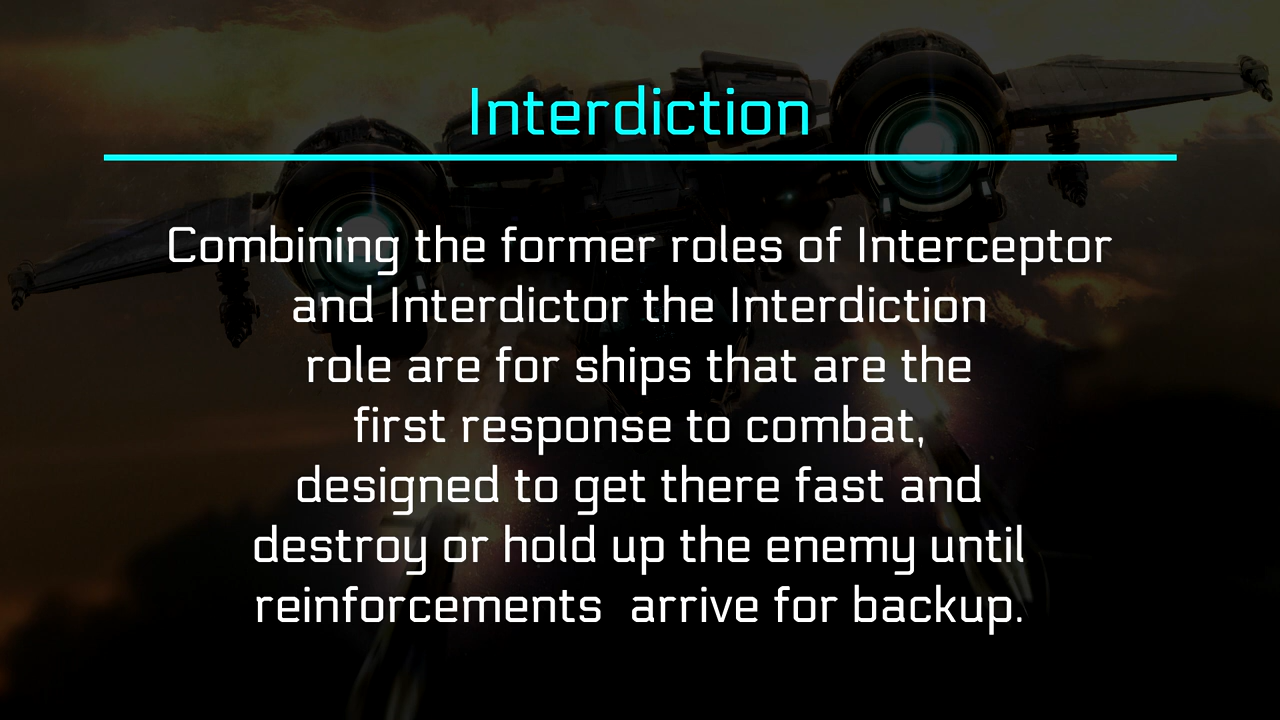 Interdiction
Combining the former roles of Interceptor
and Interdictor the Interdiction
role are for ships that are the
first response to combat,
designed to get there fast and
destroy or hold up the enemy until
reinforcements  arrive for backup.